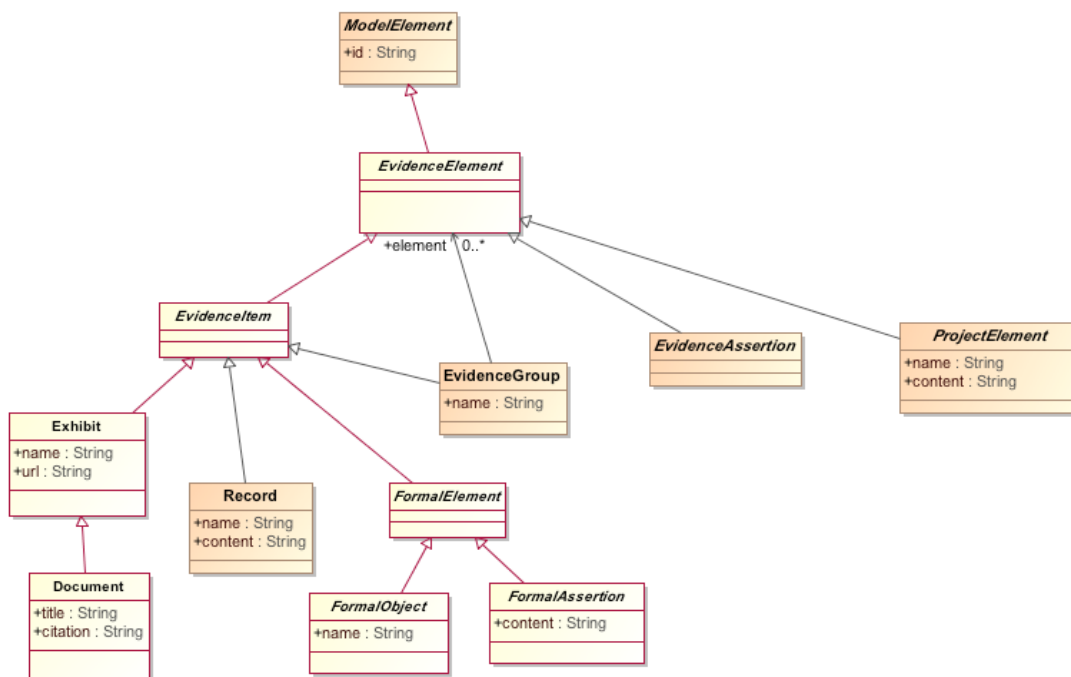 ModelElement
+id : String
EvidenceElement
+element 0..*
EvidenceItem
EvidenceAssertion
ProjectElement
+name : String
+content : String
EvidenceGroup
+name : String
Exhibit
+name : String
+url : String
Record
+name : String
+content : String
FormalElement
Document
+title : String
+citation : String
FormalObject
+name : String
FormalAssertion
+content : String